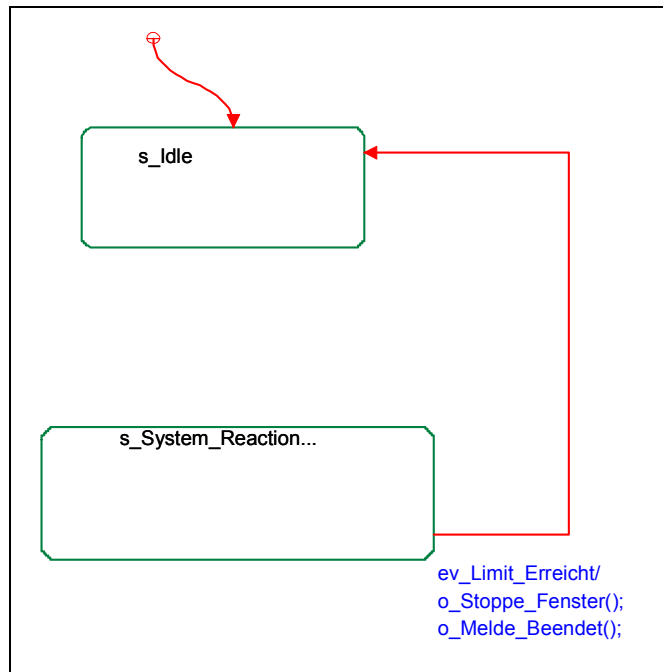 s_Idle
s_System_Reaction...
ev_Limit_Erreicht/
o_Stoppe_Fenster();
o_Melde_Beendet();